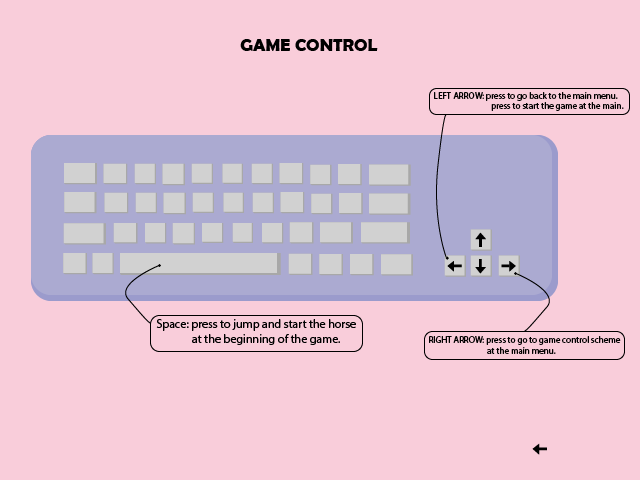 GAME CONTROL
LEFT ARROW: press to go back to the main menu.
press to start the game at the main.
Space: press to jump and start the horse
at the beginning of the game.
RIGHT ARROW: press to go to game control scheme
at the main menu.